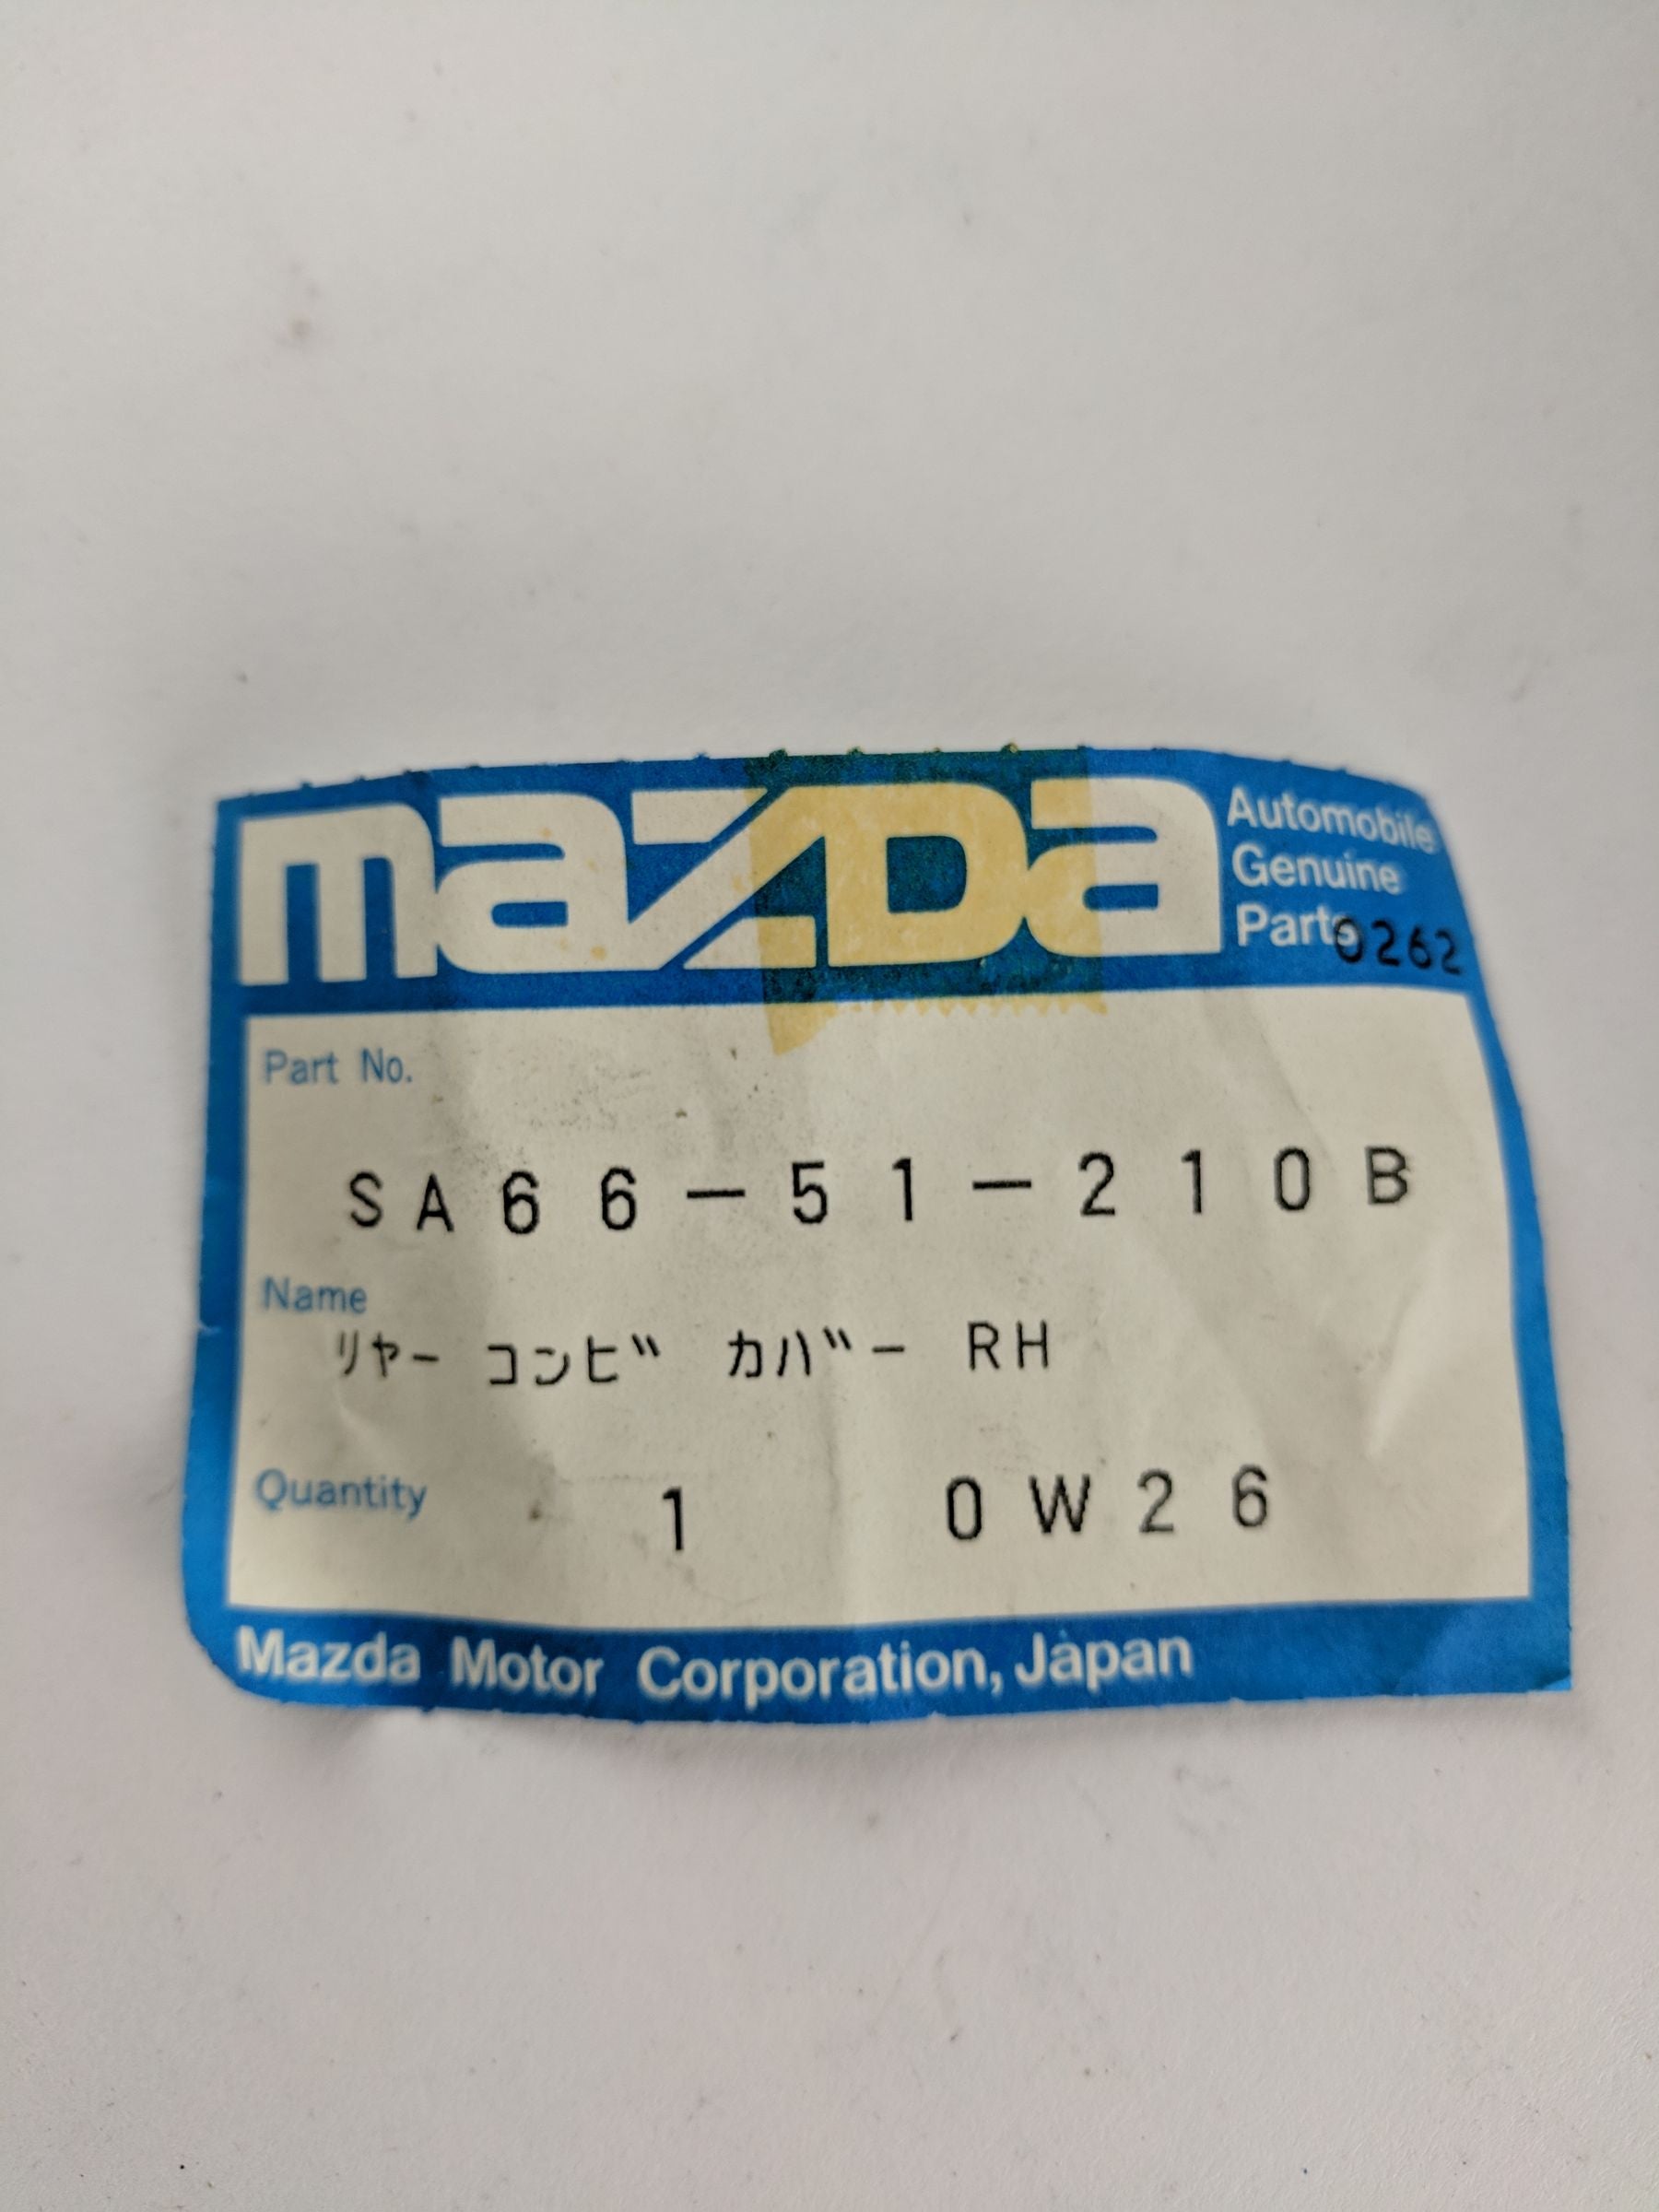 mazda
Automobile
Genuine
Parts
0262
Part No.
SA66-51-210B
Name
リヤー コンビ カバー RH
Quantity 1 0W26
Mazda Motor Corporation, Japan